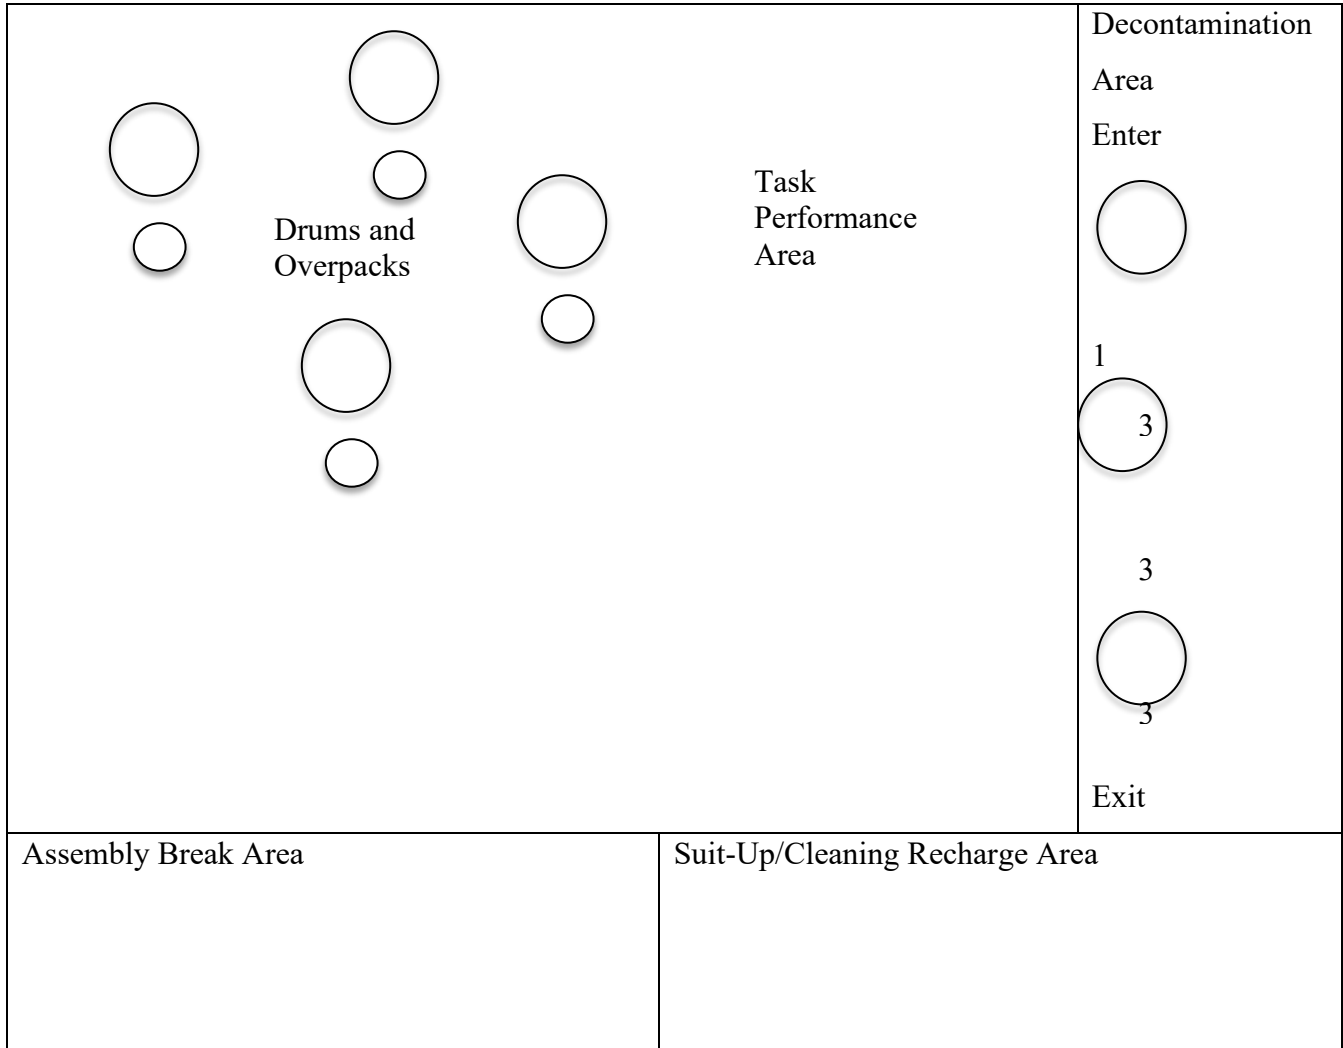 Drums and
Overpacks
Task
Performance
Area
Decontamination
Area
Enter
1
3
3
3
Exit
Assembly Break Area
Suit-Up/Cleaning Recharge Area